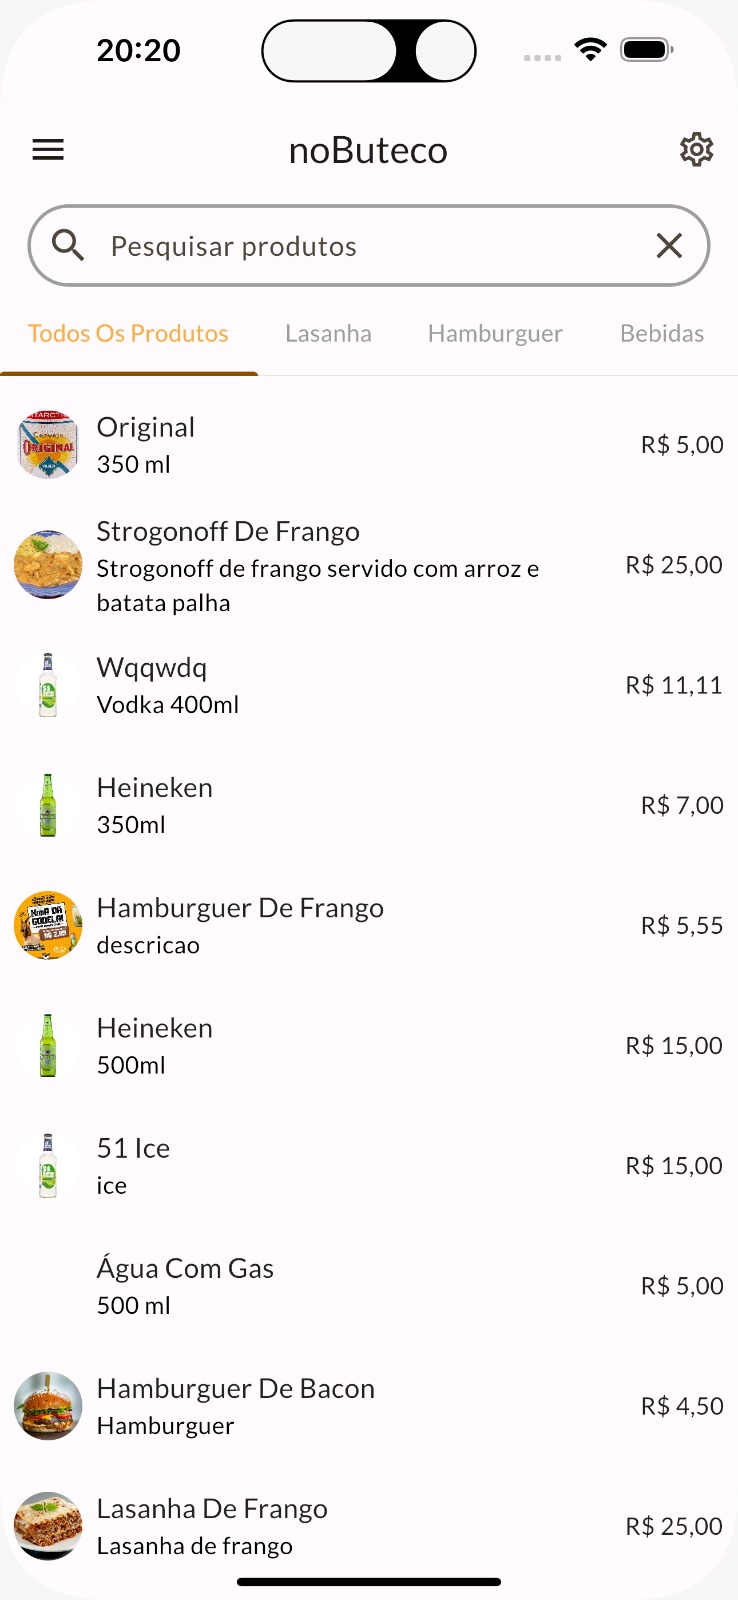 20:20
noButeco
Pesquisar produtos
Todos Os Produtos Lasanha Hamburguer Bebidas
Original
350 ml
R$ 5,00
Strogonoff De Frango
Strogonoff de frango servido com arroz e
batata palha
R$ 25,00
Wqqwdq
Vodka 400ml
R$ 11,11
Heineken
350ml
R$ 7,00
Hamburguer De Frango
descricao
R$ 5,55
Heineken
500ml
R$ 15,00
51 Ice
ice
R$ 15,00
Água Com Gas
500 ml
R$ 5,00
Hamburguer De Bacon
Hamburguer
R$ 4,50
Lasanha De Frango
Lasanha de frango
R$ 25,00